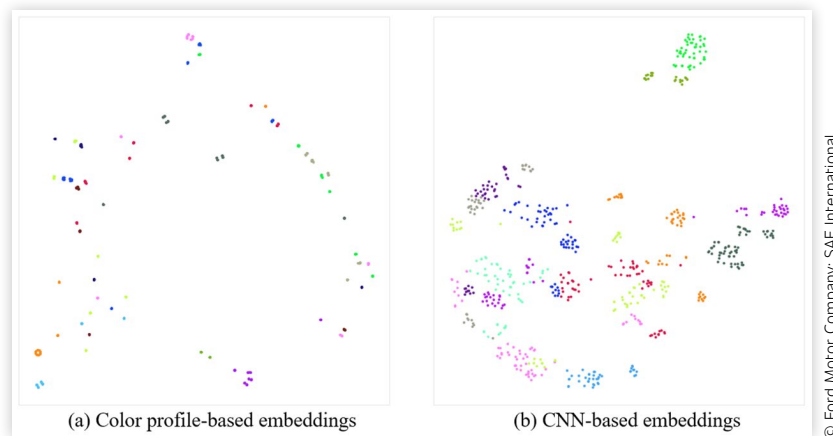 (a) Color profile-based embeddings
(b) CNN-based embeddings
© Ford Motor Company; SAE International